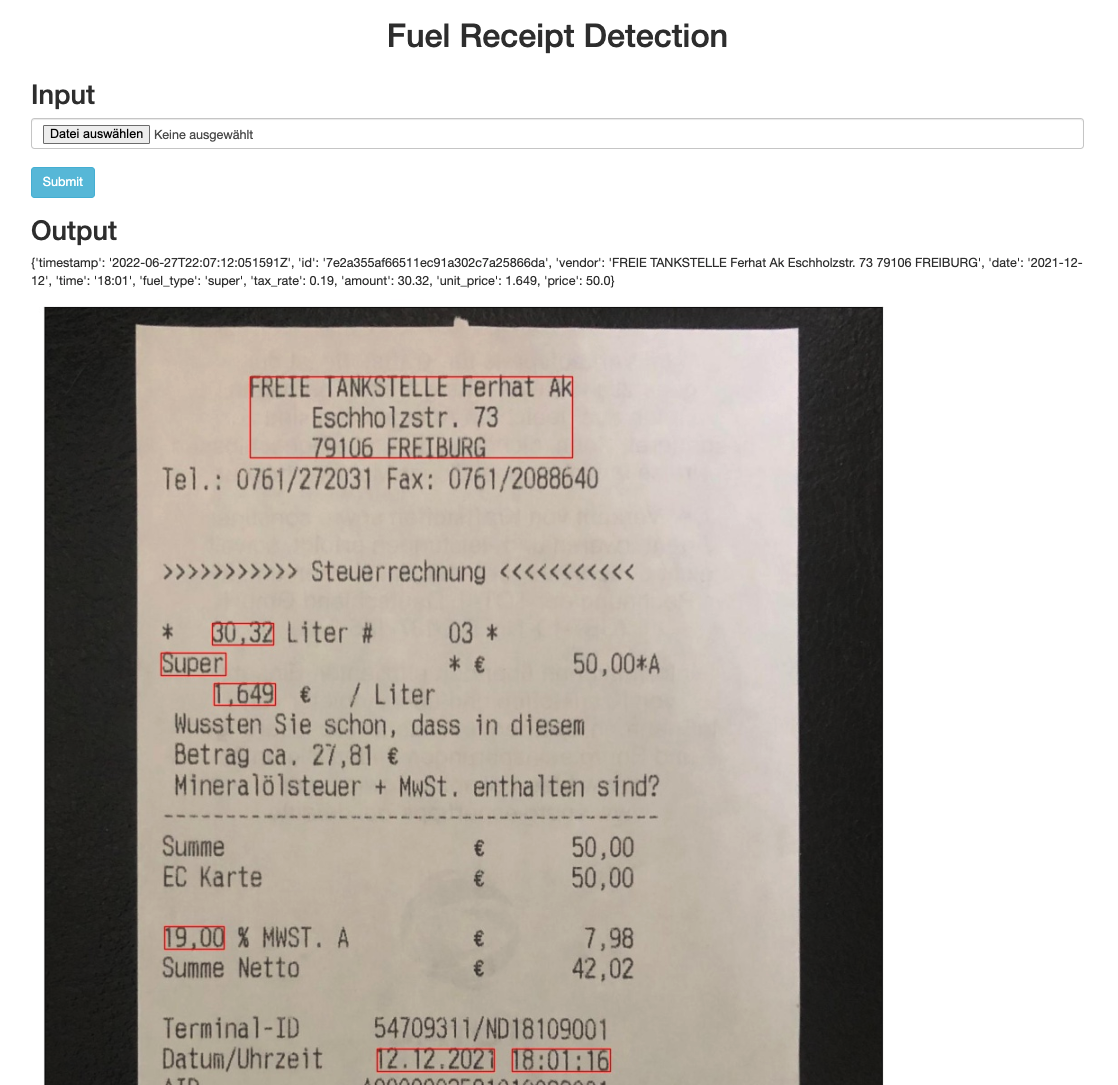 Fuel Receipt Detection
Input
Datei auswählen Keine ausgewählt
Submit
Output
{'timestamp': '2022-06-27T22:07:12:051591Z', 'id': '7e2a355af66511ec91a302c7a25866da', 'vendor': 'FREIE TANKSTELLE Ferhat Ak Eschholzstr. 73 79106 FREIBURG', 'date': '2021-12-
12', 'time': '18:01', 'fuel_type': 'super', 'tax_rate': 0.19, 'amount': 30.32, 'unit_price': 1.649, 'price': 50.0}
FREIE TANKSTELLE Ferhat Ak
Eschholzstr. 73
79106 FREIBURG
Tel.: 0761/272031 Fax: 0761/2088640
>>>>>>>>>>> Steuerrechnung <<<<<<<<<<<
* 30,32 Liter # 03 *
Super * € 50,00*A
1,649 € / Liter
Wussten Sie schon, dass in diesem
Betrag ca. 27,81 €
Mineralölsteuer + MwSt. enthalten sind?
----------------------------------------
Summe € 50,00
EC Karte € 50,00
19,00 % MWST. A € 7,98
Summe Netto € 42,02
Terminal-ID 54709311/ND18109001
Datum/Uhrzeit 12.12.2021 18:01:16